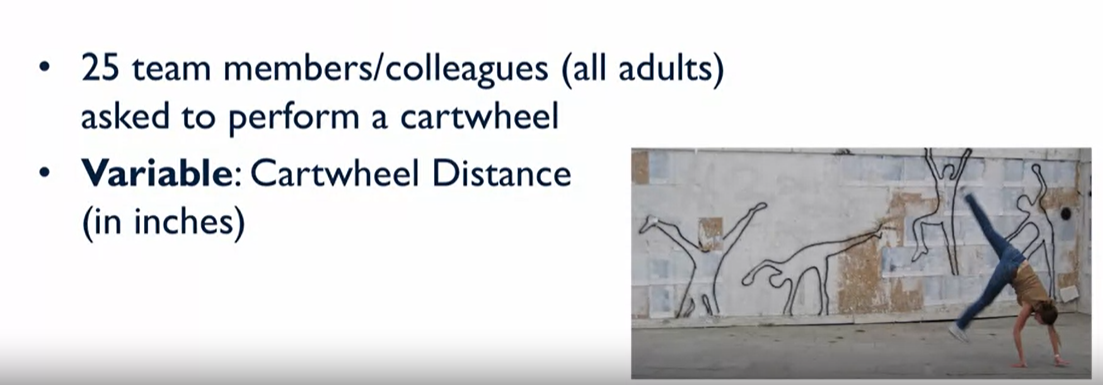 • 25 team members/colleagues (all adults)
asked to perform a cartwheel
• Variable: Cartwheel Distance
(in inches)